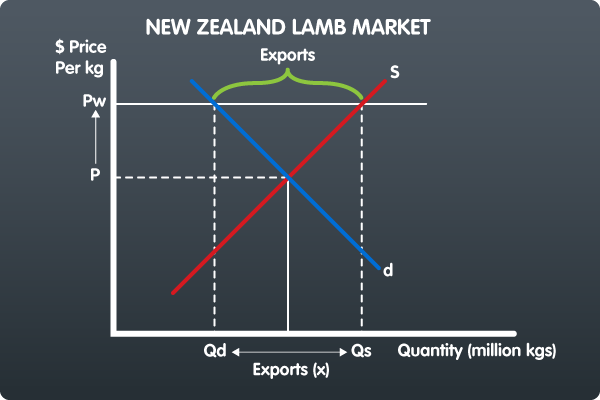 NEW ZEALAND LAMB MARKET
$ Price
Per kg
Exports
S
Pw
P
d
Qd
Qs
Quantity (million kgs)
Exports (x)